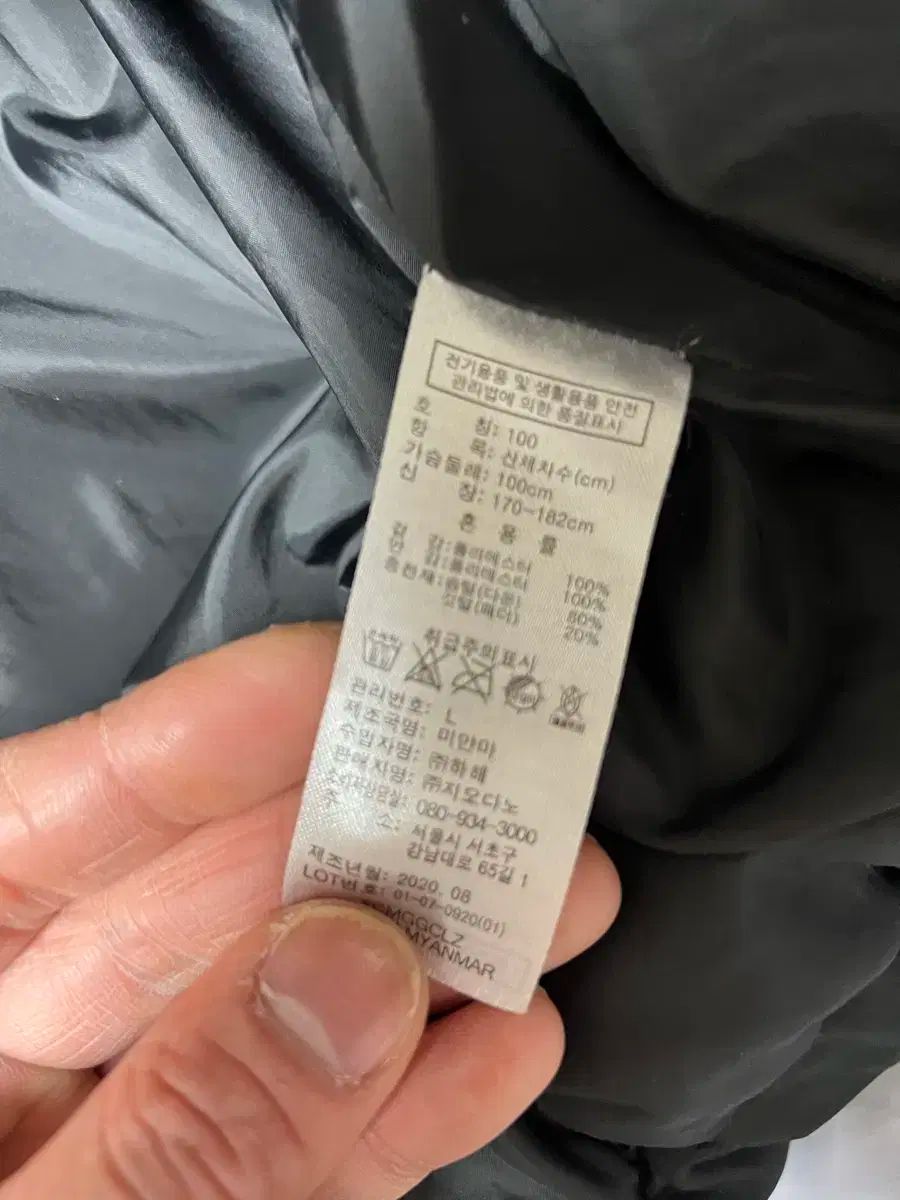 전기용품 및 생활용품 안전
관리법에 의한 품질표시
호 칭: 100
항 목: 신체치수(cm)
가슴둘레: 100cm
신 장: 170-182cm
혼 용 률
겉 감:폴리에스터 100%
안 감:폴리에스터 100%
충전재:솜털(다운) 80%
깃털(페더) 20%
취급주의표시
관리번호: L
제조국명: 미얀마
수입자명: ㈜하해
판매자명: ㈜지오다노
080-934-3000
주 소: 서울시 서초구
강남대로 65길 1
제조년월: 2020. 08
LOT번호: 01-07-0920(01)
MGGCLZ
MYANMAR